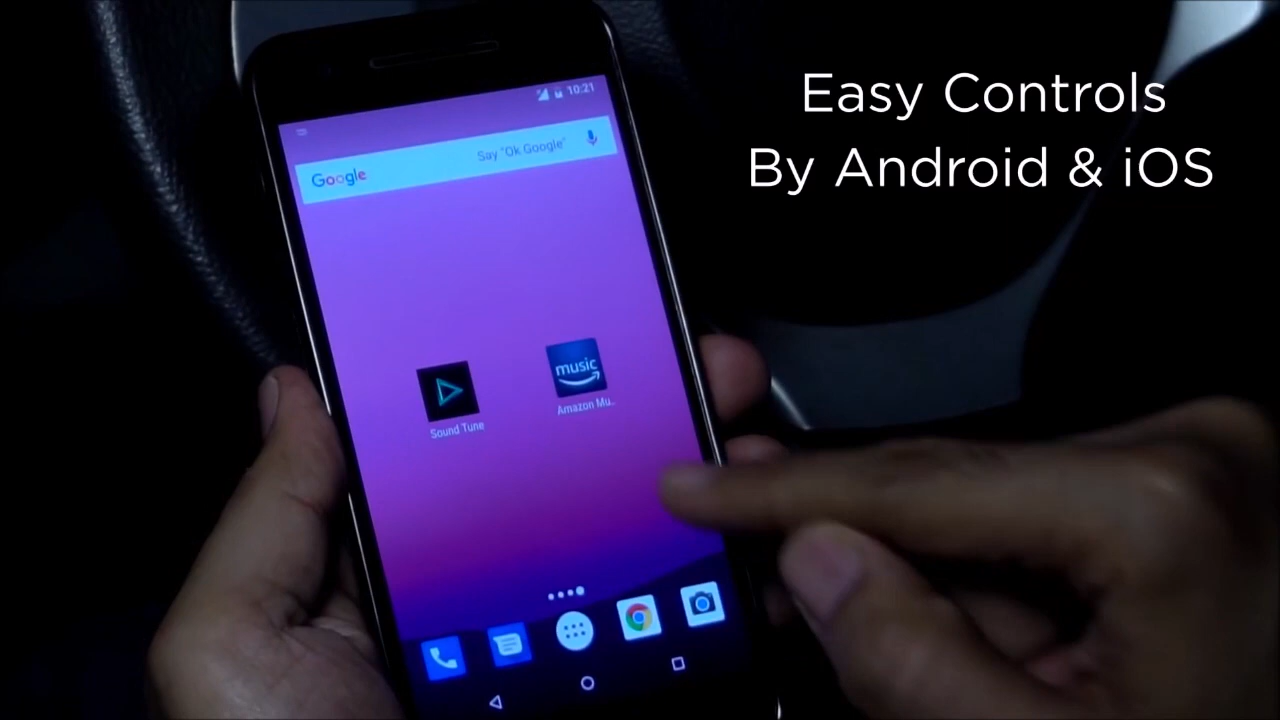 Easy Controls
By Android & iOS
10:21
Google
Say "Ok Google"
music
Sound Tune
Amazon Mu..